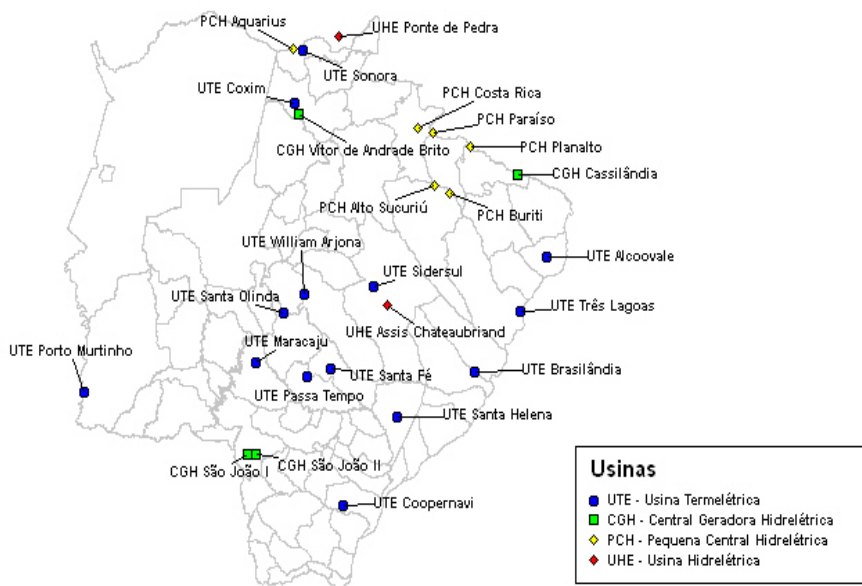 PCH Aquarius
UHE Ponte de Pedra
UTE Sonora
UTE Coxim
PCH Costa Rica
PCH Paraíso
CGH Vítor de Andrade Brito
PCH Planalto
CGH Cassilândia
PCH Alto Sucuriú
PCH Buriti
UTE William Arjona
UTE Alcoovale
UTE Sidersul
UTE Santa Olinda
UTE Três Lagoas
UHE Assis Chateaubriand
UTE Maracaju
UTE Porto Murtinho
UTE Santa Fé
UTE Brasilândia
UTE Passa Tempo
UTE Santa Helena
CGH São João I
CGH São João II
UTE Coopernavi
Usinas
UTE - Usina Termelétrica
CGH - Central Geradora Hidrelétrica
PCH - Pequena Central Hidrelétrica
UHE - Usina Hidrelétrica